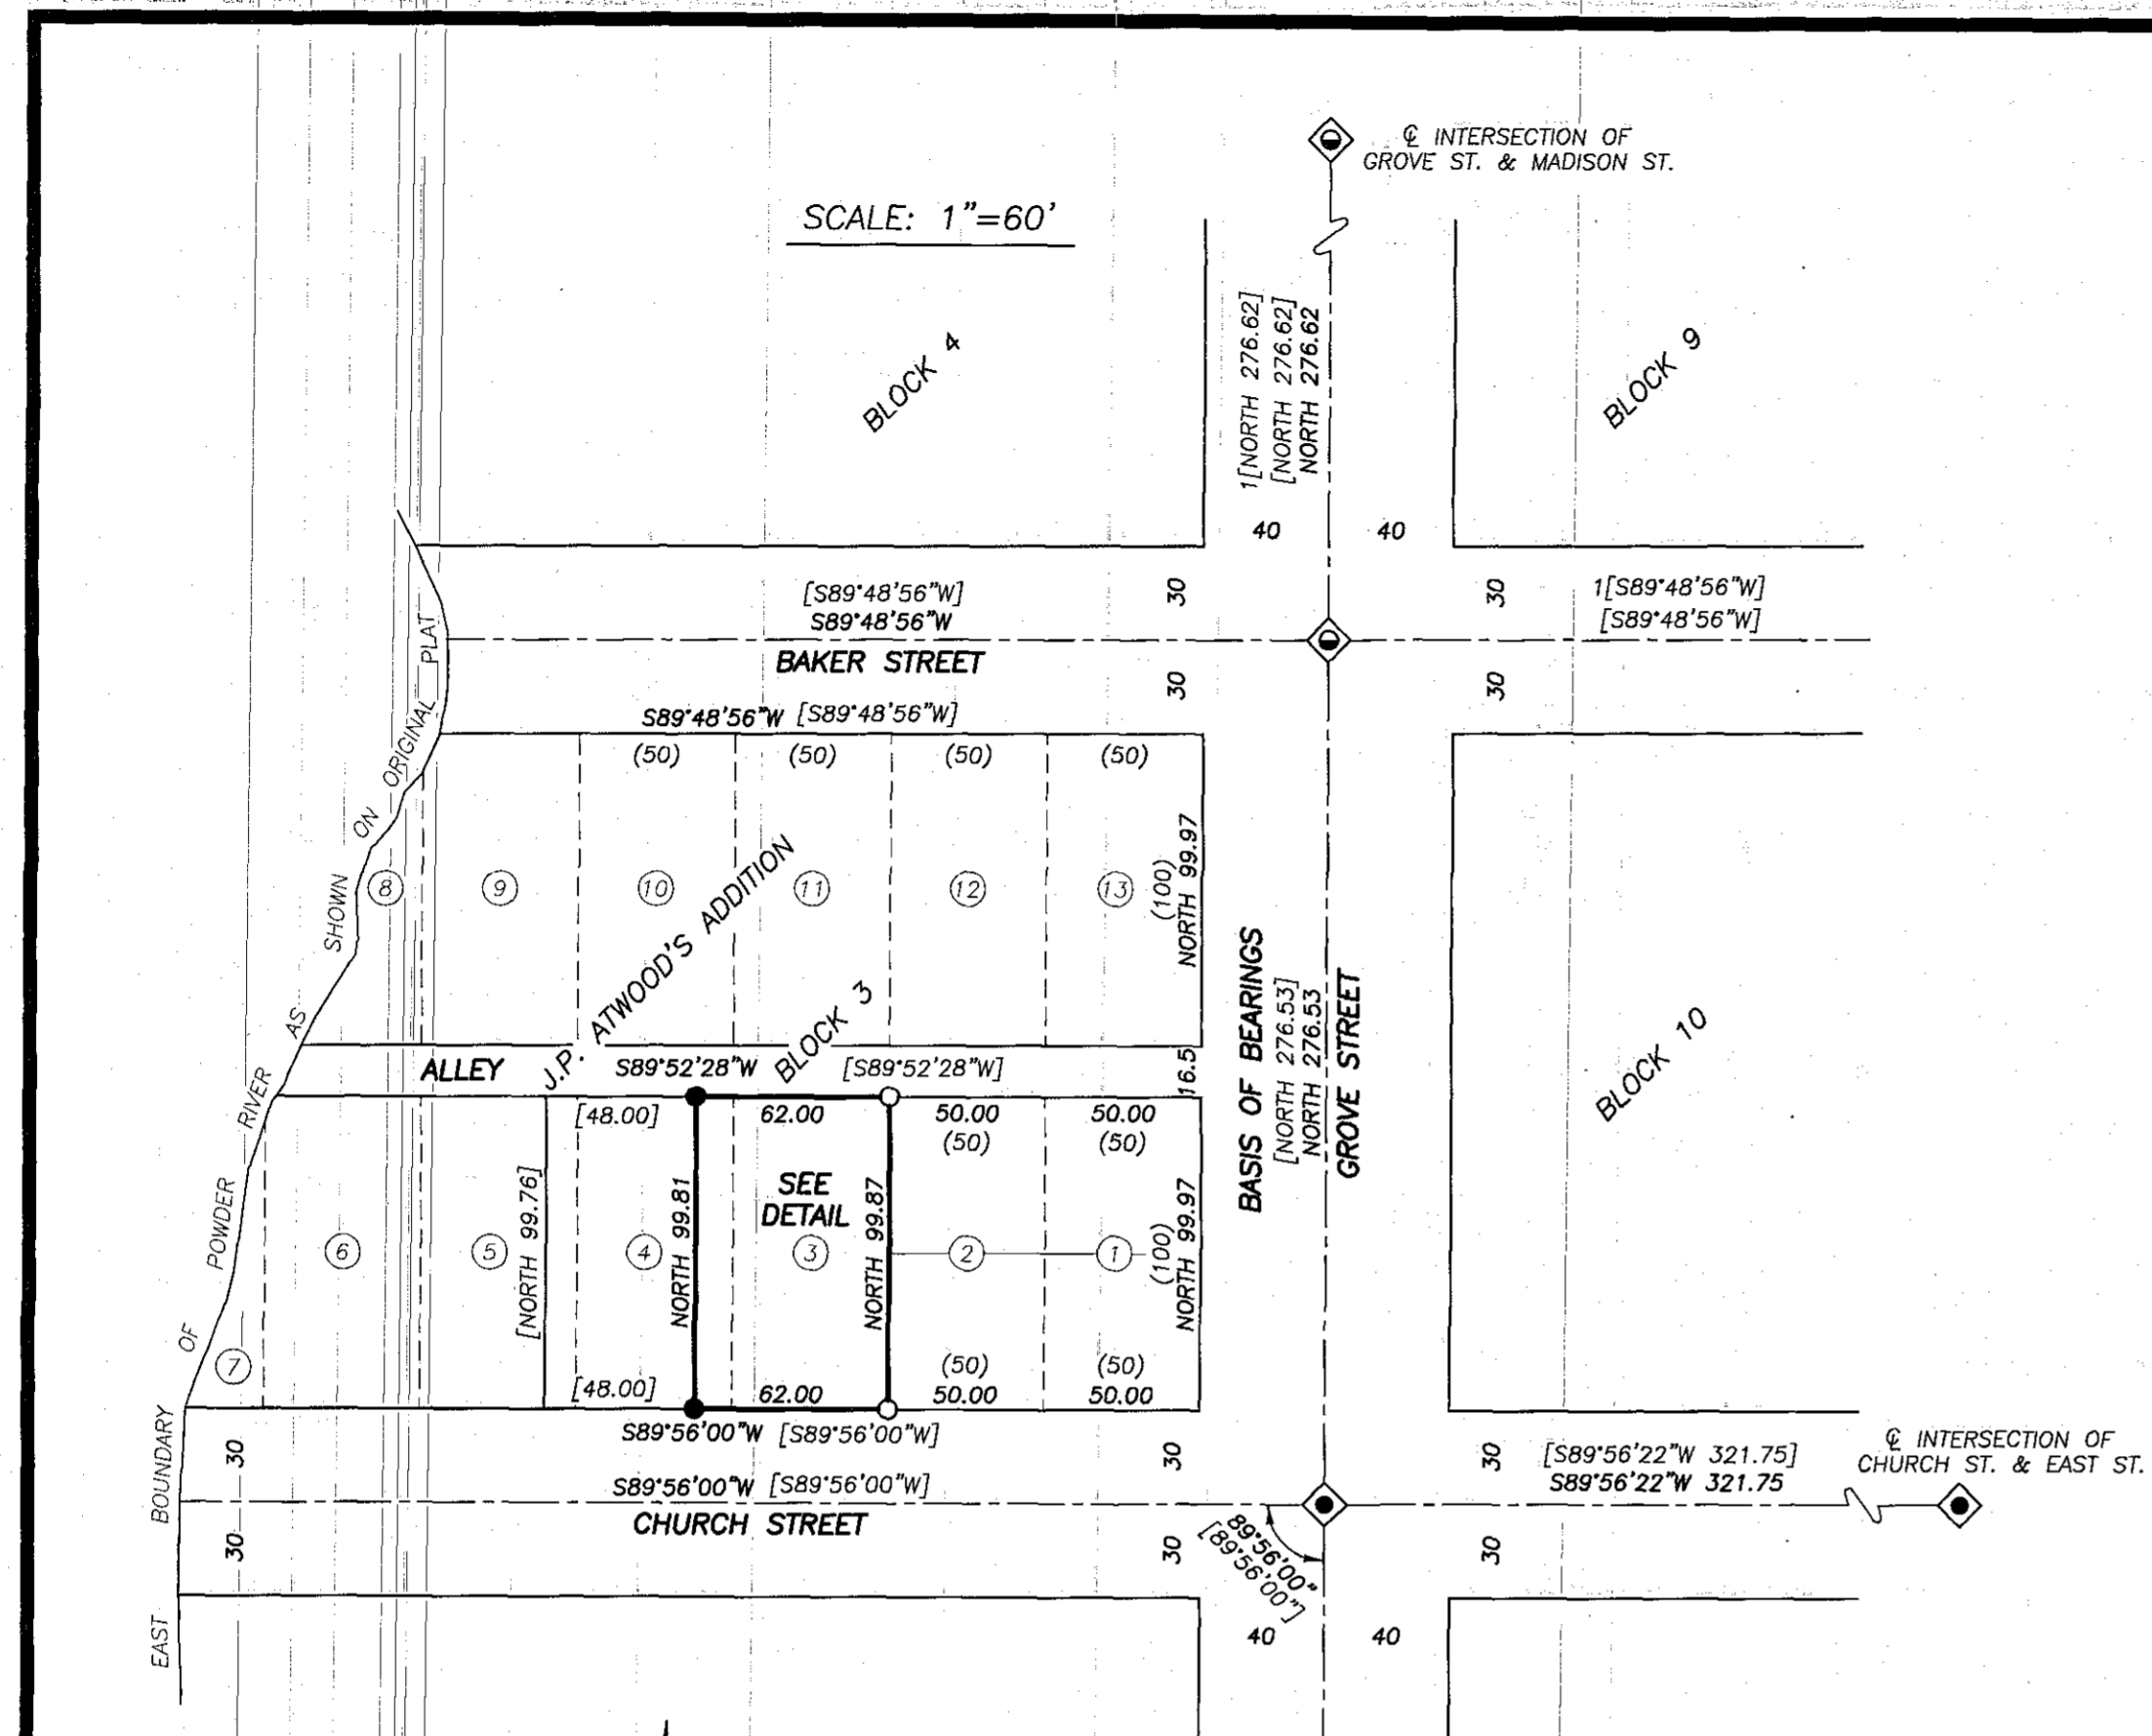 ℄ INTERSECTION OF
GROVE ST. & MADISON ST.
SCALE: 1"=60'
BLOCK 4
1[NORTH 276.62]
[NORTH 276.62]
NORTH 276.62
BLOCK 9
40
40
[S89°48'56"W]
S89°48'56"W
30
30
1[S89°48'56"W]
[S89°48'56"W]
BAKER STREET
30
30
S89°48'56"W [S89°48'56"W]
(50)
(50)
(50)
(50)
8
9
10
11
12
13
(100)
NORTH 99.97
J.P. ATWOOD'S ADDITION
BLOCK 3
BASIS OF BEARINGS
[NORTH 276.53]
NORTH 276.53
GROVE STREET
BLOCK 10
ALLEY
S89°52'28"W
[S89°52'28"W]
16.5
[48.00]
62.00
50.00
50.00
(50)
(50)
[NORTH 99.76]
NORTH 99.81
SEE
DETAIL
NORTH 99.87
(100)
NORTH 99.97
7
6
5
4
3
2
1
(50)
(50)
[48.00]
62.00
50.00
50.00
S89°56'00"W [S89°56'00"W]
30
30
30
[S89°56'22"W 321.75]
S89°56'22"W 321.75
℄ INTERSECTION OF
CHURCH ST. & EAST ST.
S89°56'00"W [S89°56'00"W]
CHURCH STREET
30
30
30
89°56'00"
[89°56'00"]
40
40
EAST BOUNDARY OF POWDER RIVER AS SHOWN ON ORIGINAL PLAT